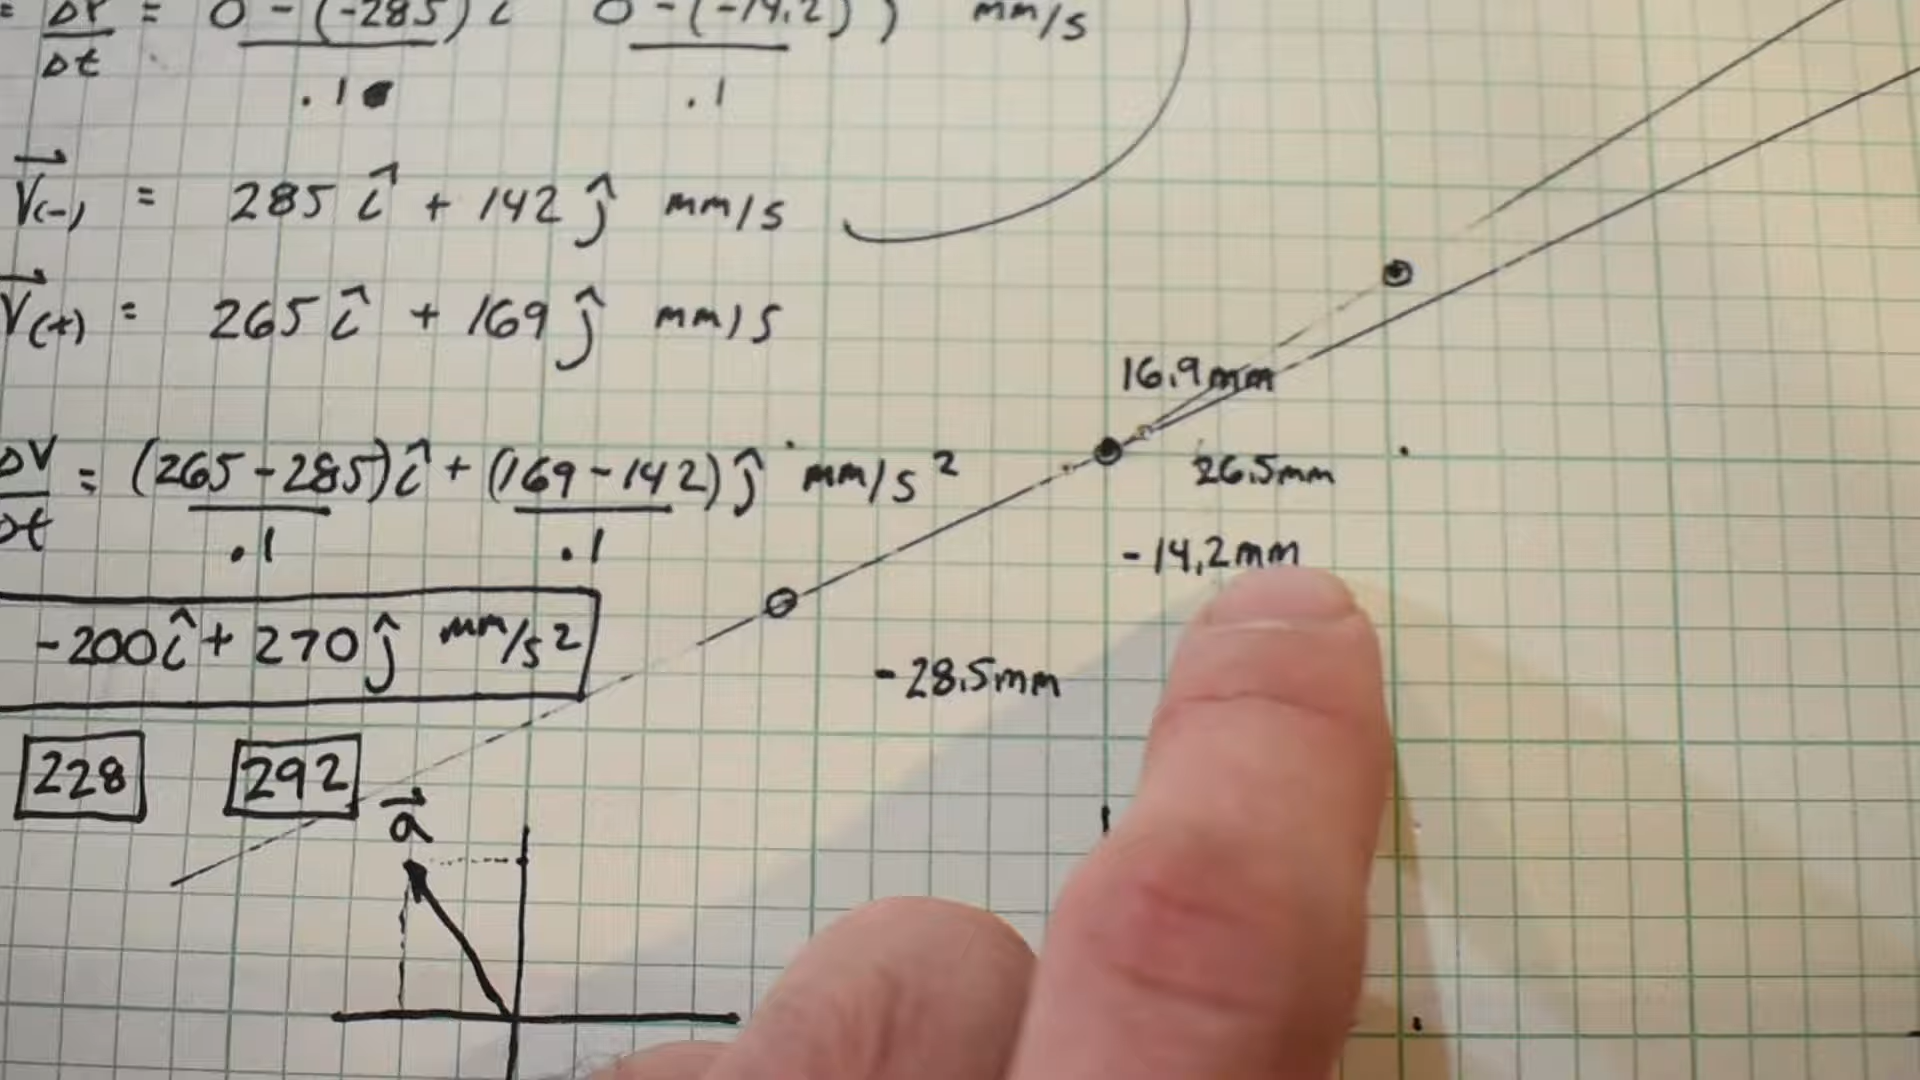 = Δr = 0-(-285) î 0-(-14.2) ) mm/s
Δt .1 .1
V(-) = 285 î + 142 ĵ mm/s
V(+) = 265 î + 169 ĵ mm/s
16.9mm
ΔV = (265-285)î + (169-142)ĵ mm/s²
Δt .1 .1
26.5mm
-14.2mm
-200î + 270ĵ mm/s²
-28.5mm
228 292
a